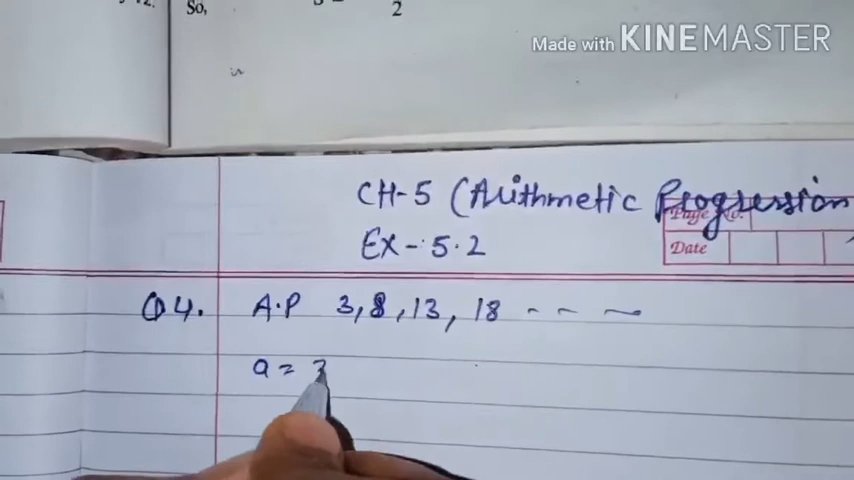 So,
2
Made with KINEMASTER
CH-5 (Arithmetic Progression
Page No.
EX-5.2
Date
Q4. A.P 3,8,13,18 - - ~
a = 3